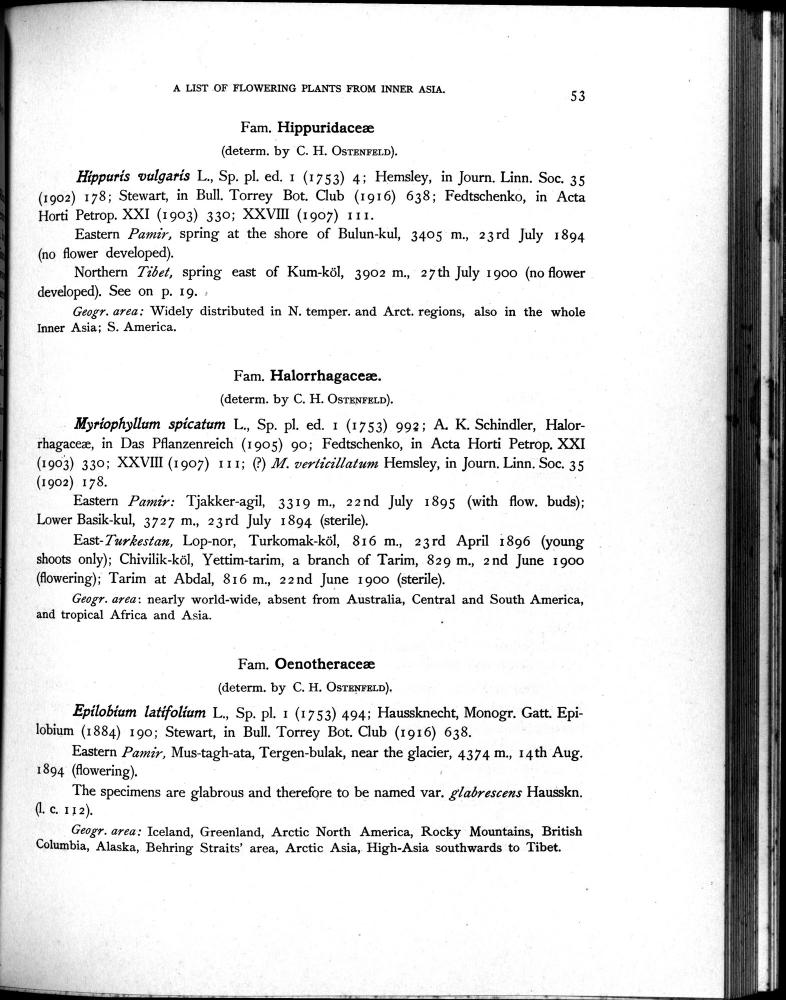 A LIST OF FLOWERING PLANTS FROM INNER ASIA.
53
Fam. Hippuridaceæ
(determ. by C. H. OSTENFELD).
Hippuris vulgaris L., Sp. pl. ed. 1 (1753) 4; Hemsley, in Journ. Linn. Soc. 35
(1902) 178; Stewart, in Bull. Torrey Bot. Club (1916) 638; Fedtschenko, in Acta
Horti Petrop. XXI (1903) 330; XXVIII (1907) 111.
Eastern Pamir, spring at the shore of Bulun-kul, 3405 m., 23rd July 1894
(no flower developed).
Northern Tibet, spring east of Kum-köl, 3902 m., 27th July 1900 (no flower
developed). See on p. 19.
Geogr. area: Widely distributed in N. temper. and Arct. regions, also in the whole
Inner Asia; S. America.
Fam. Halorrhagaceæ.
(determ. by C. H. OSTENFELD).
Myriophyllum spicatum L., Sp. pl. ed. 1 (1753) 992; A. K. Schindler, Halor-
rhagaceæ, in Das Pflanzenreich (1905) 90; Fedtschenko, in Acta Horti Petrop. XXI
(1903) 330; XXVIII (1907) 111; (?) M. verticillatum Hemsley, in Journ. Linn. Soc. 35
(1902) 178.
Eastern Pamir: Tjakker-agil, 3319 m., 22nd July 1895 (with flow. buds);
Lower Basik-kul, 3727 m., 23rd July 1894 (sterile).
East-Turkestan, Lop-nor, Turkomak-köl, 816 m., 23rd April 1896 (young
shoots only); Chivilik-köl, Yettim-tarim, a branch of Tarim, 829 m., 2nd June 1900
(flowering); Tarim at Abdal, 816 m., 22nd June 1900 (sterile).
Geogr. area: nearly world-wide, absent from Australia, Central and South America,
and tropical Africa and Asia.
Fam. Oenotheraceæ
(determ. by C. H. OSTENFELD).
Epilobium latifolium L., Sp. pl. 1 (1753) 494; Haussknecht, Monogr. Gatt. Epi-
lobium (1884) 190; Stewart, in Bull. Torrey Bot. Club (1916) 638.
Eastern Pamir, Mus-tagh-ata, Tergen-bulak, near the glacier, 4374 m., 14th Aug.
1894 (flowering).
The specimens are glabrous and therefore to be named var. glabrescens Hausskn.
(l. c. 112).
Geogr. area: Iceland, Greenland, Arctic North America, Rocky Mountains, British
Columbia, Alaska, Behring Straits' area, Arctic Asia, High-Asia southwards to Tibet.